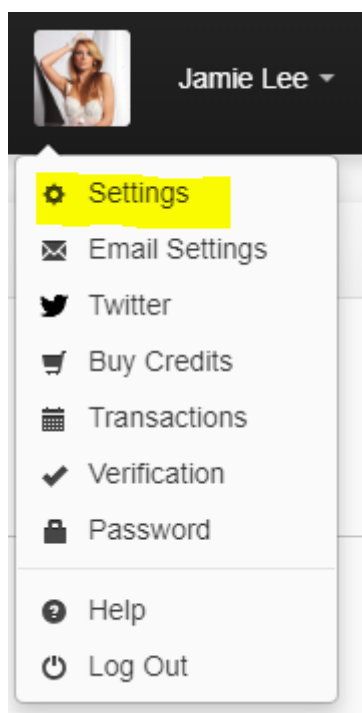 Jamie Lee
Settings
Email Settings
Twitter
Buy Credits
Transactions
Verification
Password
Help
Log Out